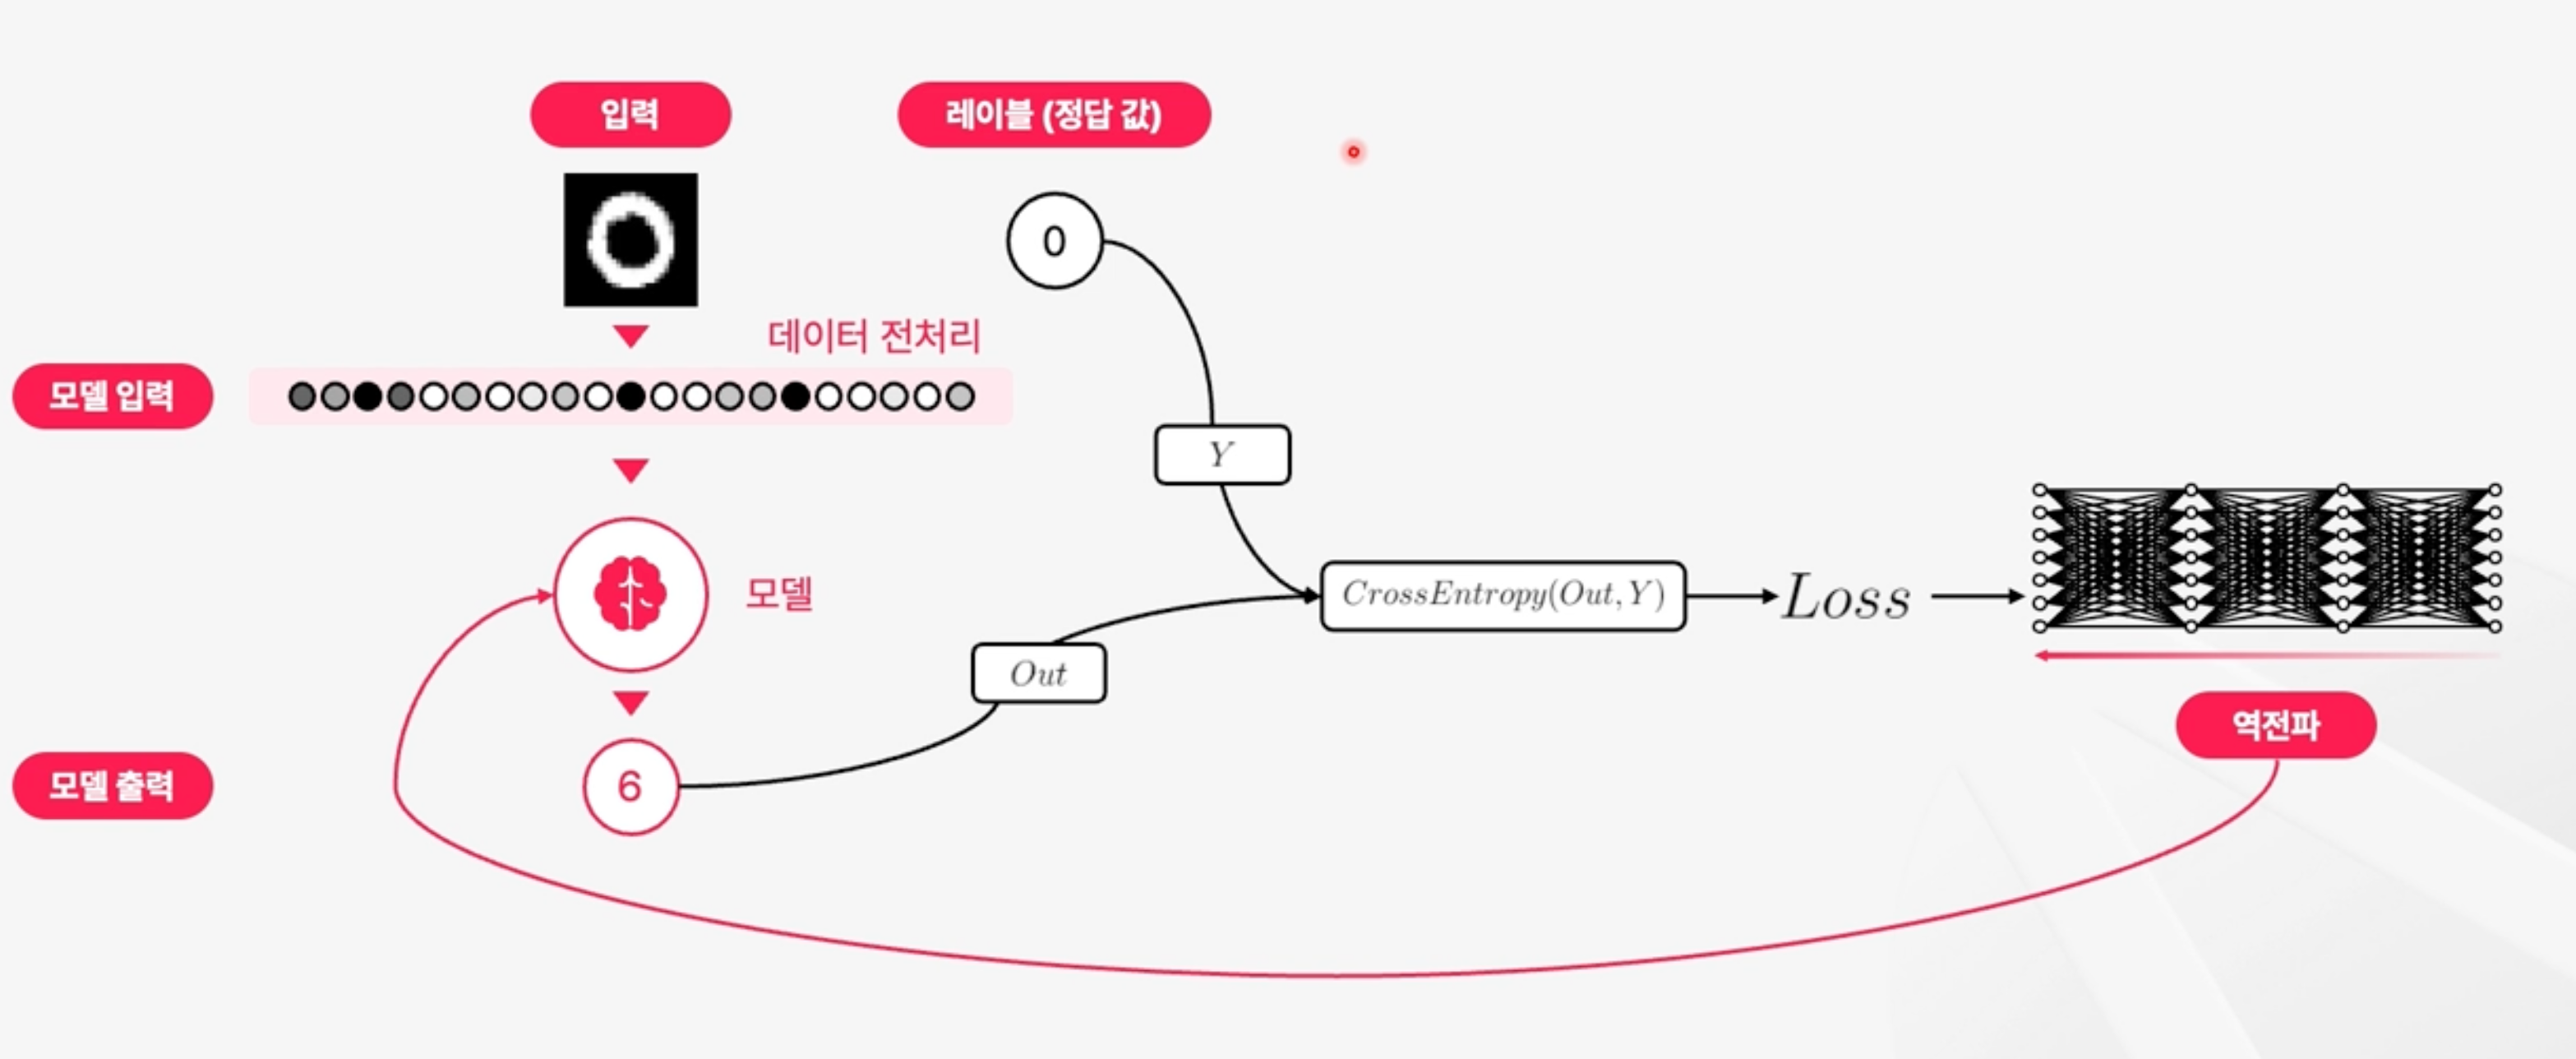 입력
레이블 (정답 값)
0
데이터 전처리
모델 입력
Y
모델
CrossEntropy(Out, Y)
Loss
Out
역전파
모델 출력
6